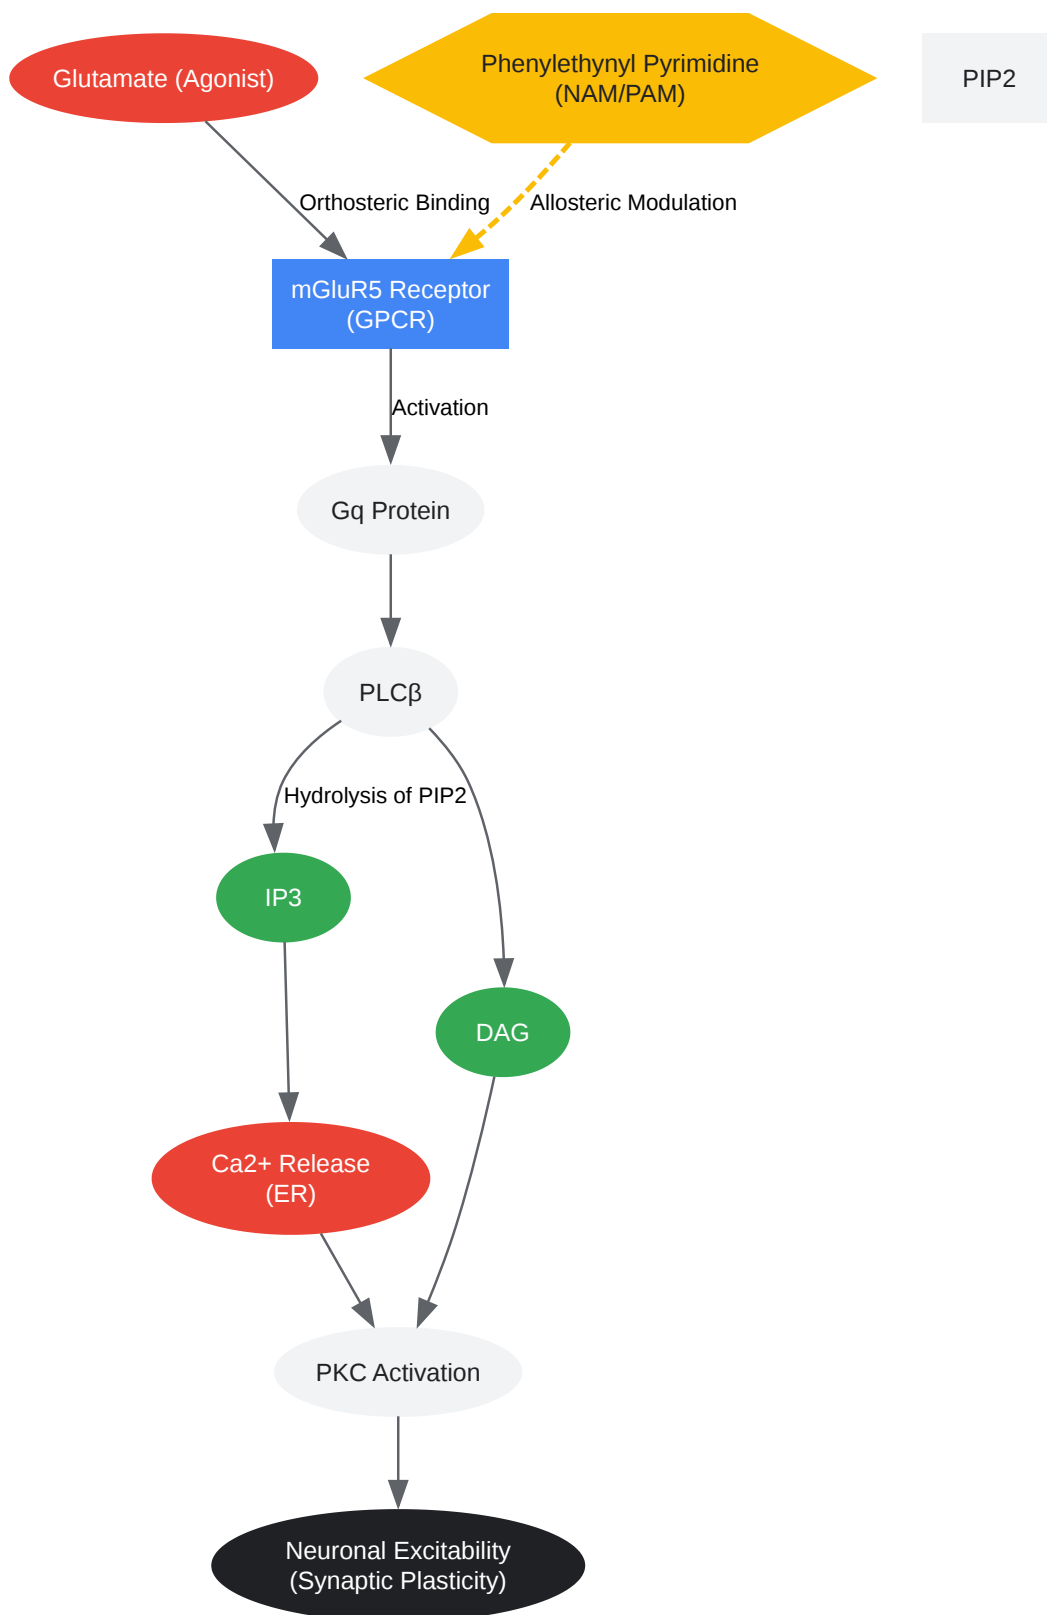 Glutamate (Agonist)
Phenylethynyl Pyrimidine
(NAM/PAM)
PIP2
Orthosteric Binding
Allosteric Modulation
mGluR5 Receptor
(GPCR)
Activation
Gq Protein
PLCβ
Hydrolysis of PIP2
IP3
DAG
Ca2+ Release
(ER)
PKC Activation
Neuronal Excitability
(Synaptic Plasticity)